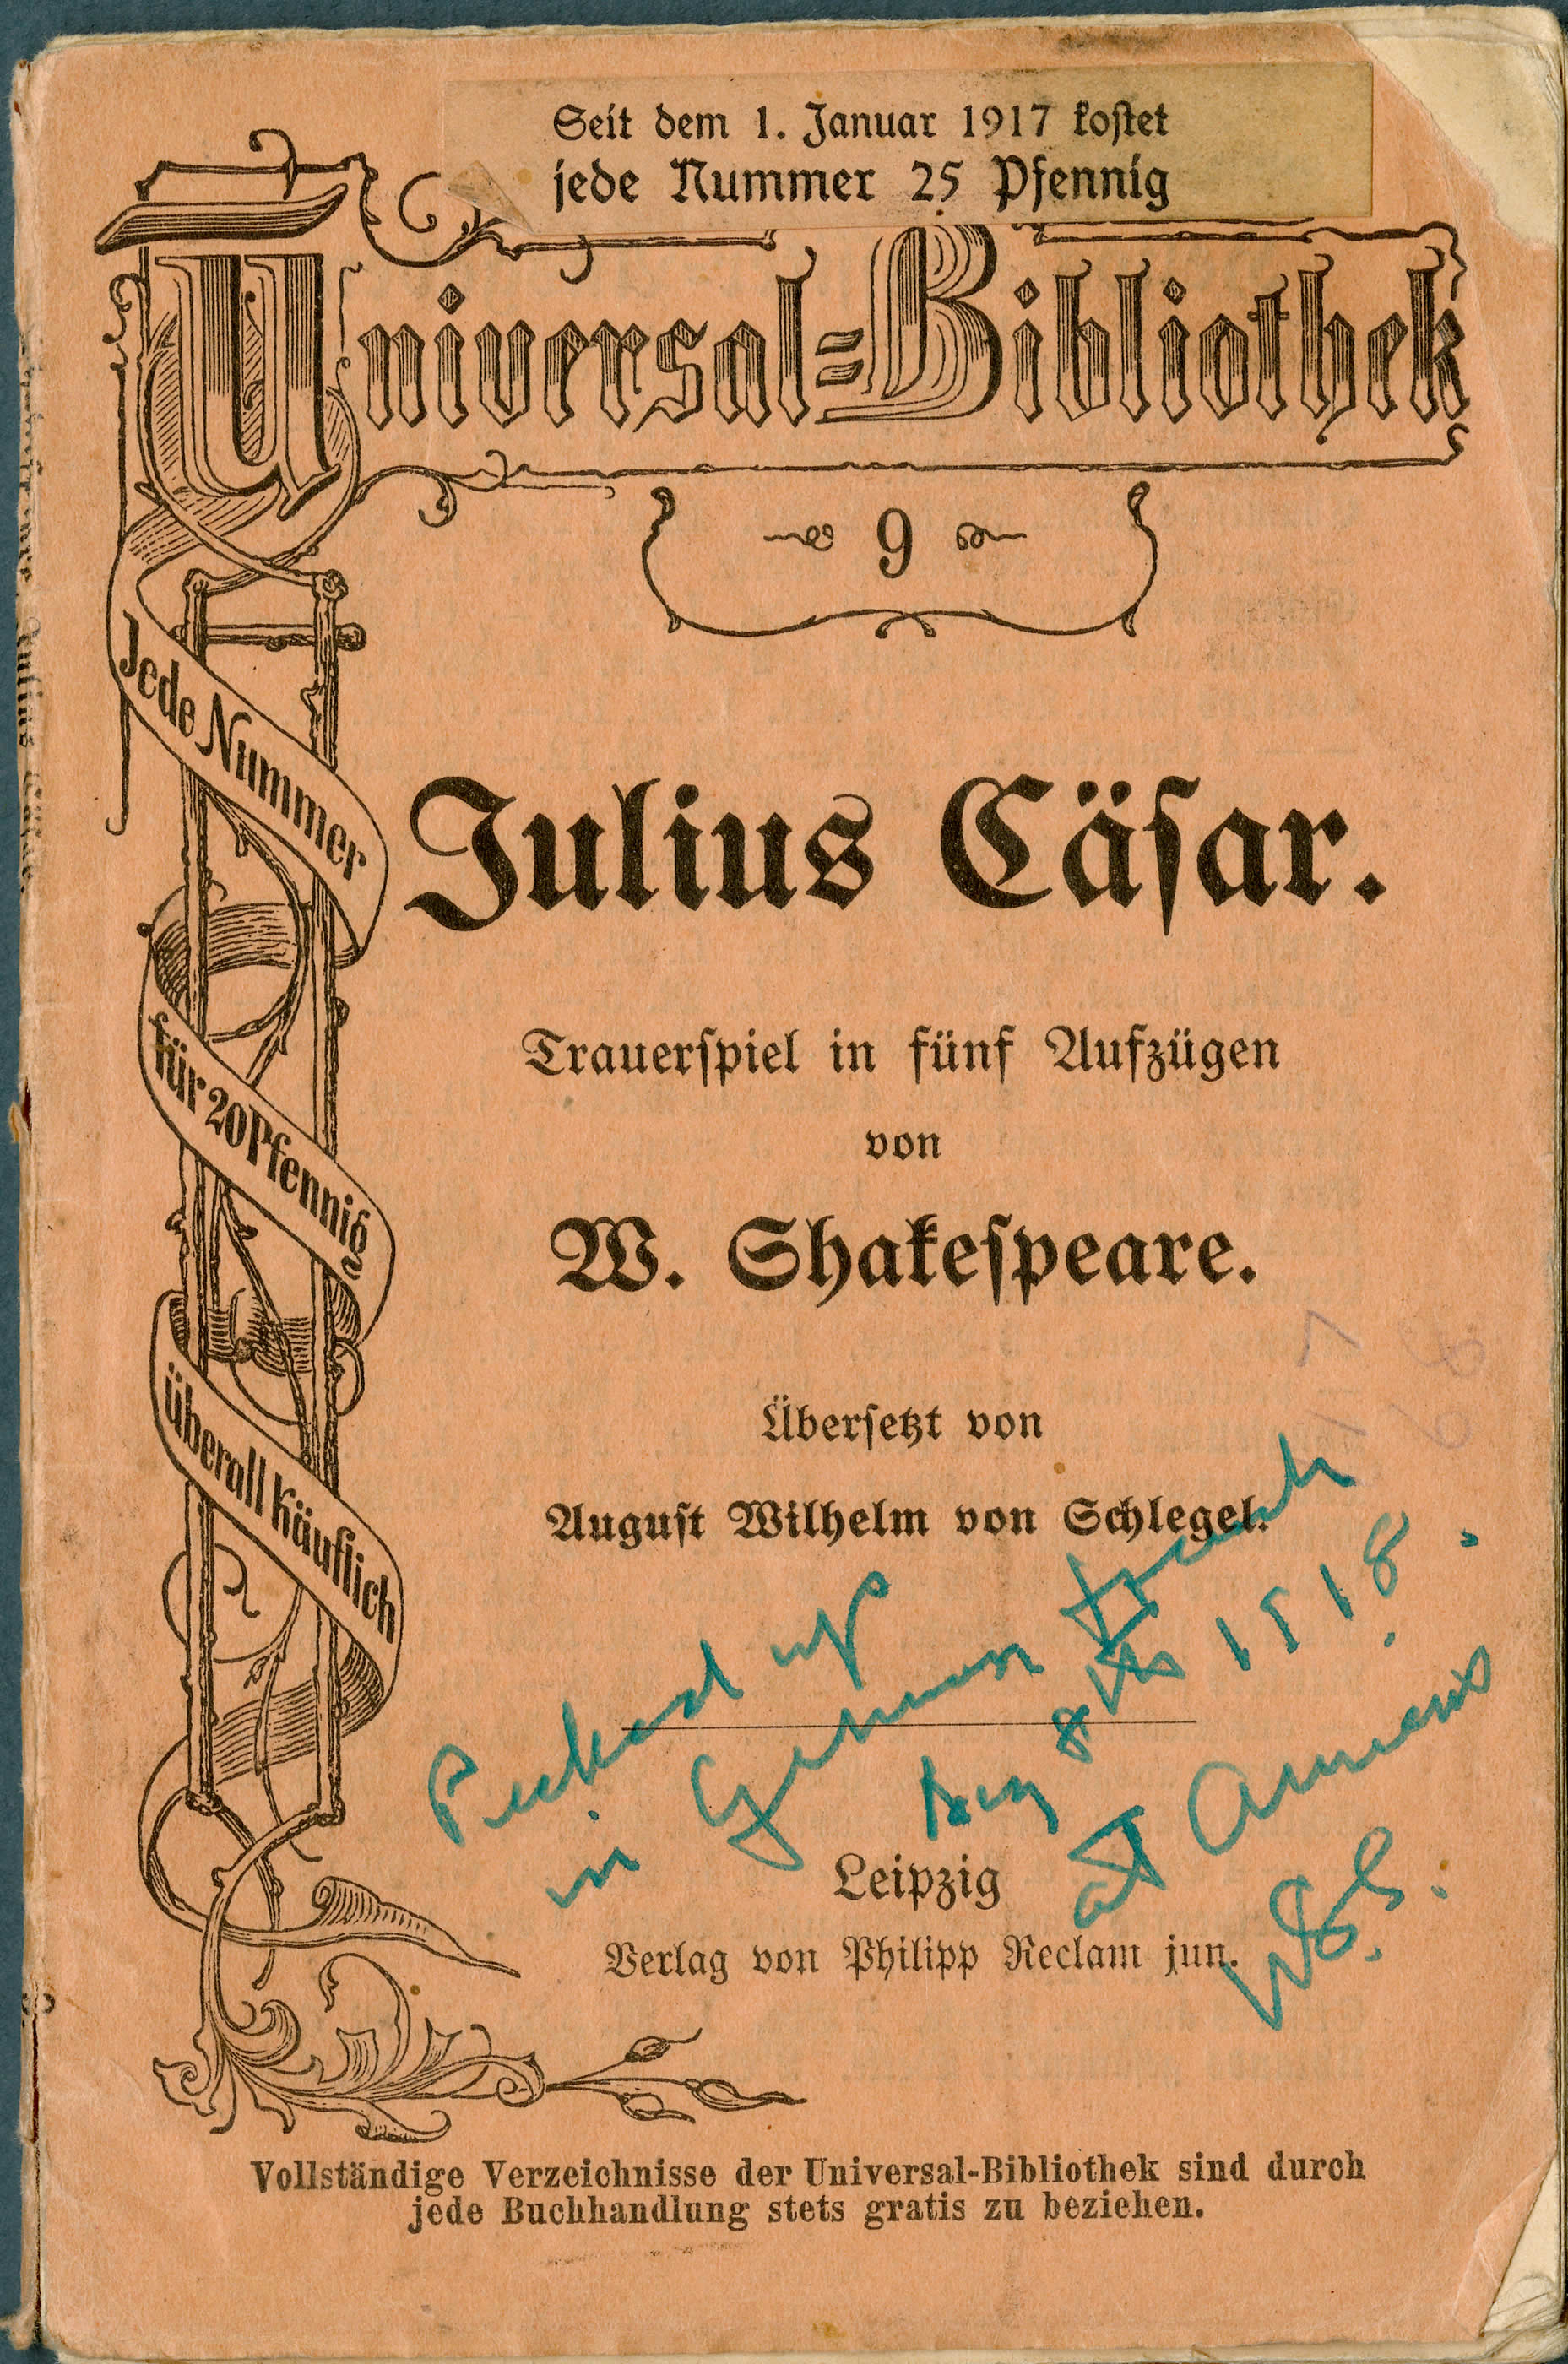 Seit dem 1. Januar 1917 kostet
jede Nummer 25 Pfennig
Universal-Bibliothek
9
Jede Nummer
für 20 Pfennig
überall käuflich
Julius Cäsar.
Trauerspiel in fünf Aufzügen
von
W. Shakespeare.
Übersetzt von
August Wilhelm von Schlegel.
Picked up
in German trench
Aug 8th 1918.
at Amiens
Leipzig
Verlag von Philipp Reclam jun.
Vollständige Verzeichnisse der Universal-Bibliothek sind durch
jede Buchhandlung stets gratis zu beziehen.